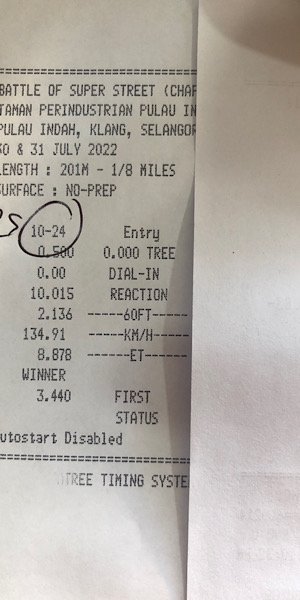 BATTLE OF SUPER STREET (CHAP
TAMAN PERINDUSTRIAN PULAU IN
PULAU INDAH, KLANG, SELANGOR
30 & 31 JULY 2022
LENGTH : 201M - 1/8 MILES
SURFACE : NO-PREP
10-24 Entry
0.500 0.000 TREE
0.00 DIAL-IN
10.015 REACTION
2.136 -----60FT-----
134.91 -----KM/H-----
8.878 ------ET------
WINNER
3.440 FIRST
STATUS
utostart Disabled
TREE TIMING SYSTE